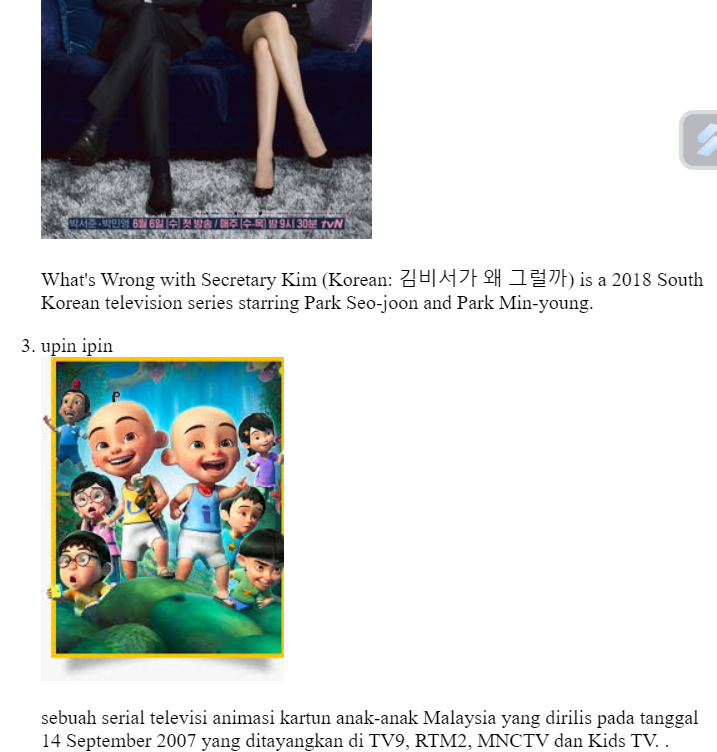 박서준·박민영 6월 6일 |수| 첫 방송 / 매주 |수·목| 밤 9시 30분 tvN
What's Wrong with Secretary Kim (Korean: 김비서가 왜 그럴까) is a 2018 South
Korean television series starring Park Seo-joon and Park Min-young.
3. upin ipin
P
U
i
sebuah serial televisi animasi kartun anak-anak Malaysia yang dirilis pada tanggal
14 September 2007 yang ditayangkan di TV9, RTM2, MNCTV dan Kids TV. .